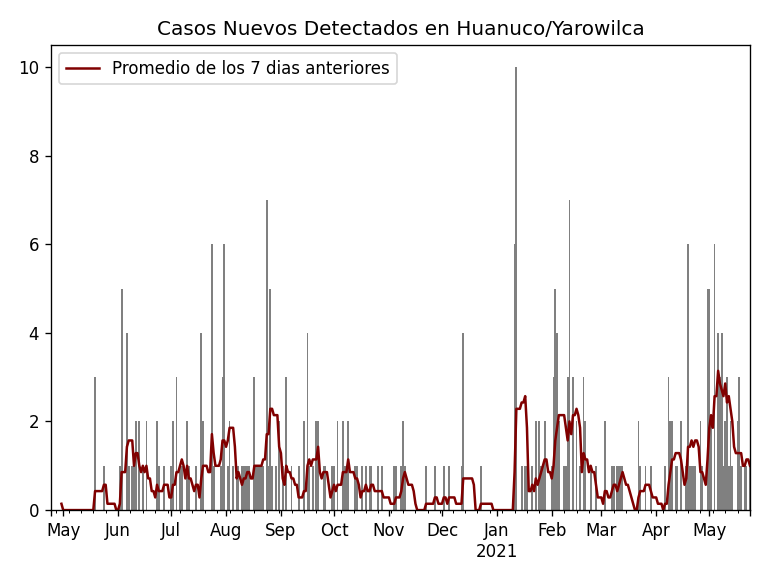 Casos Nuevos Detectados en Huanuco/Yarowilca
Promedio de los 7 dias anteriores
10
8
6
4
2
0
May Jun Jul Aug Sep Oct Nov Dec Jan Feb Mar Apr May
2021